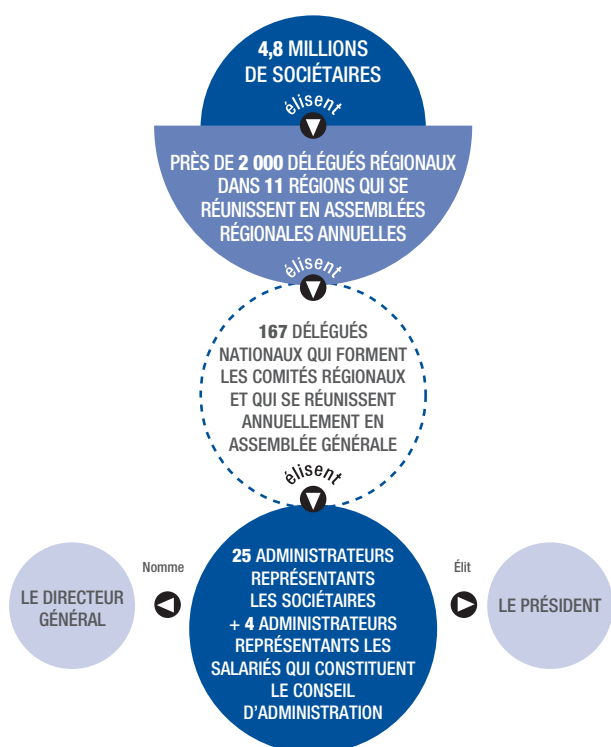 4,8 MILLIONS
DE SOCIÉTAIRES
élisent
PRÈS DE 2 000 DÉLÉGUÉS RÉGIONAUX
DANS 11 RÉGIONS QUI SE
RÉUNISSENT EN ASSEMBLÉES
RÉGIONALES ANNUELLES
élisent
167 DÉLÉGUÉS
NATIONAUX QUI FORMENT
LES COMITÉS RÉGIONAUX
ET QUI SE RÉUNISSENT
ANNUELLEMENT EN
ASSEMBLÉE GÉNÉRALE
élisent
25 ADMINISTRATEURS
REPRÉSENTANTS
LES SOCIÉTAIRES
+ 4 ADMINISTRATEURS
REPRÉSENTANTS LES
SALARIÉS QUI CONSTITUENT
LE CONSEIL
D'ADMINISTRATION
Nomme
LE DIRECTEUR
GÉNÉRAL
Élit
LE PRÉSIDENT